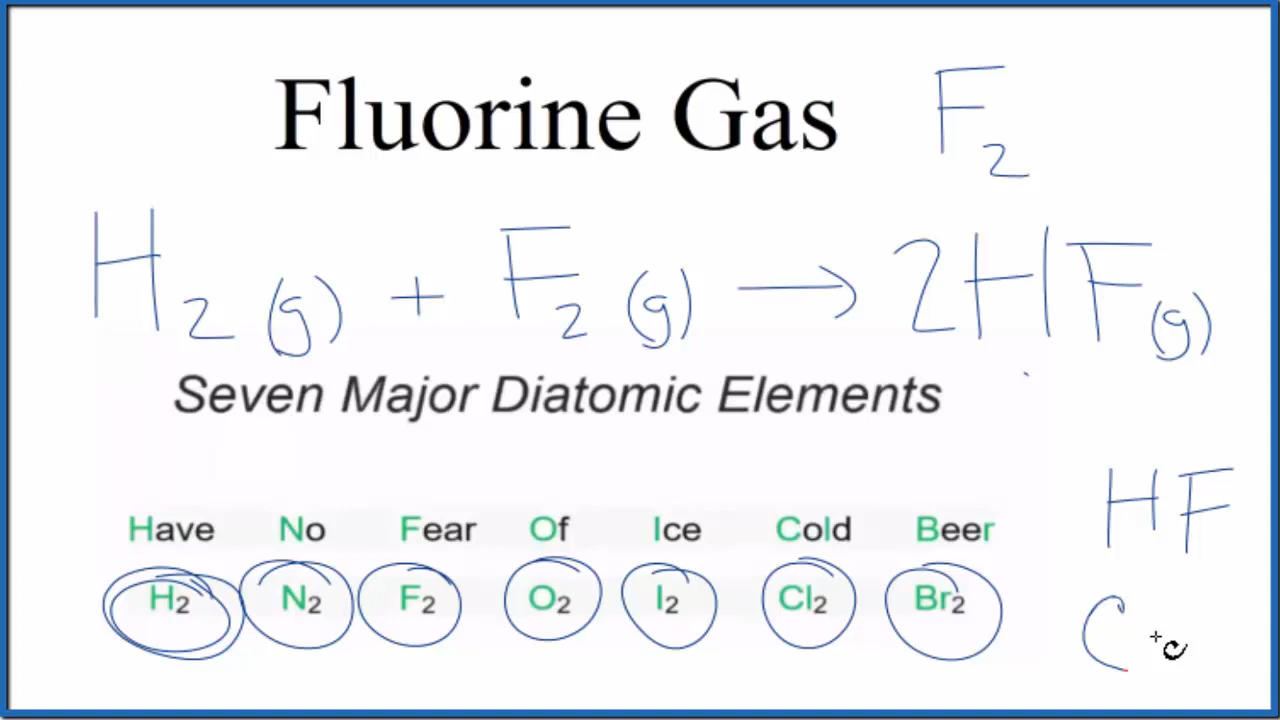 Fluorine Gas F₂
H₂(g) + F₂(g) → 2HF(g)
Seven Major Diatomic Elements
Have No Fear Of Ice Cold Beer
H₂ N₂ F₂ O₂ I₂ Cl₂ Br₂
HF
C